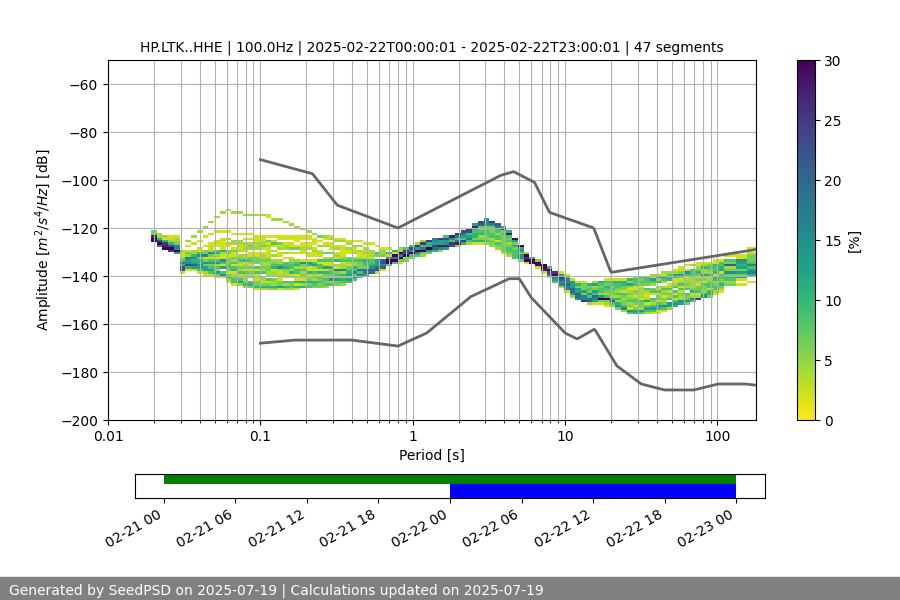 HP.LTK..HHE | 100.0Hz | 2025-02-22T00:00:01 - 2025-02-22T23:00:01 | 47 segments
Amplitude [m²/s⁴/Hz] [dB]
−60
−80
−100
−120
−140
−160
−180
−200
0.01 0.1 1 10 100
Period [s]
30
25
20
15
10
5
0
[%]
02-21 00 02-21 06 02-21 12 02-21 18 02-22 00 02-22 06 02-22 12 02-22 18 02-23 00
Generated by SeedPSD on 2025-07-19 | Calculations updated on 2025-07-19